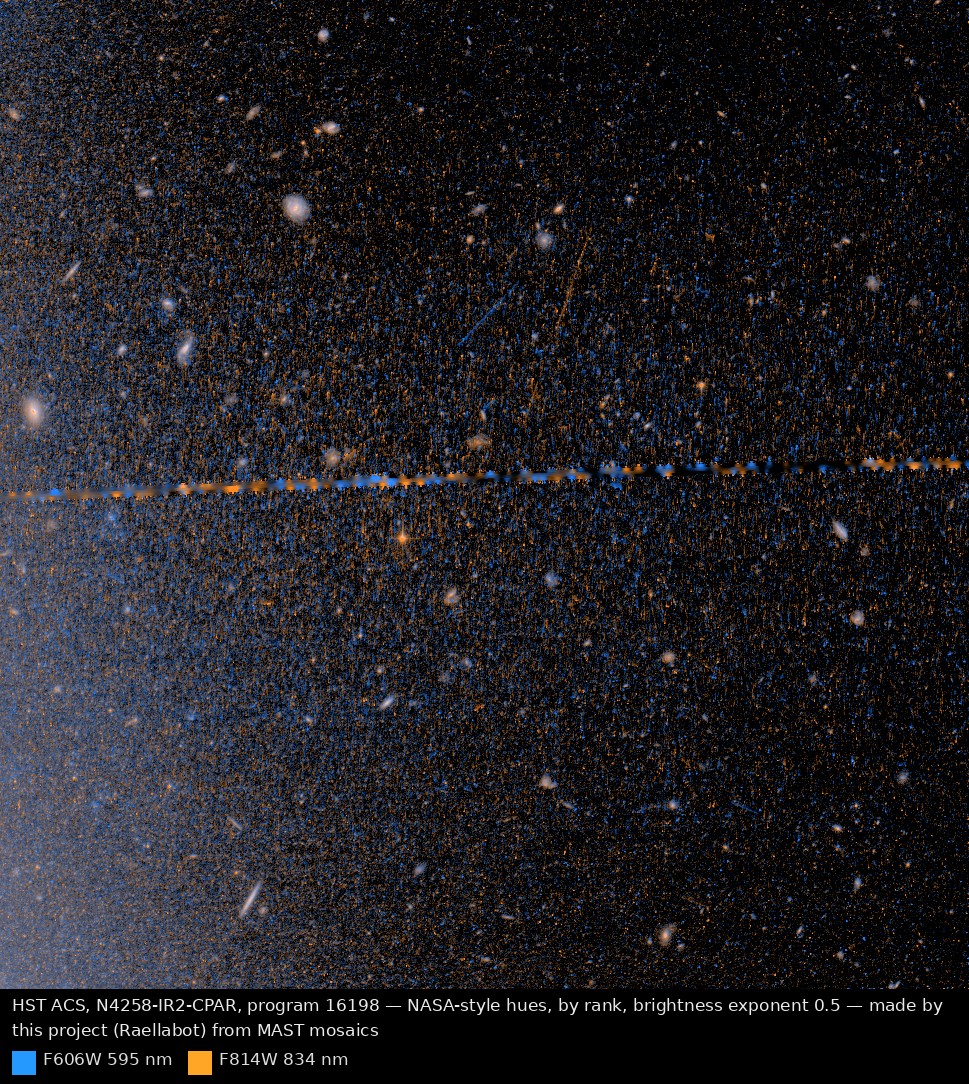 HST ACS, N4258-IR2-CPAR, program 16198 — NASA-style hues, by rank, brightness exponent 0.5 — made by
this project (Raellabot) from MAST mosaics
F606W 595 nm F814W 834 nm